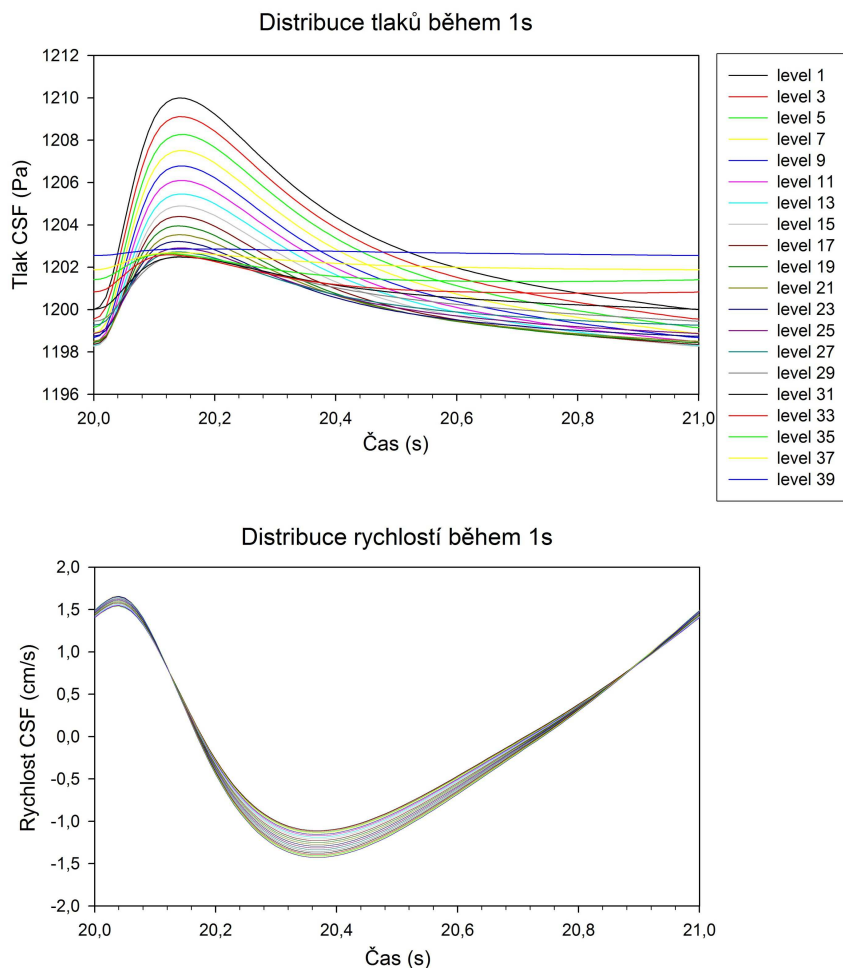 Distribuce tlaků během 1s
1212
1210
1208
1206
1204
1202
1200
1198
1196
Tlak CSF (Pa)
20,0 20,2 20,4 20,6 20,8 21,0
Čas (s)
level 1
level 3
level 5
level 7
level 9
level 11
level 13
level 15
level 17
level 19
level 21
level 23
level 25
level 27
level 29
level 31
level 33
level 35
level 37
level 39
Distribuce rychlostí během 1s
2,0
1,5
1,0
0,5
0,0
-0,5
-1,0
-1,5
-2,0
Rychlost CSF (cm/s)
20,0 20,2 20,4 20,6 20,8 21,0
Čas (s)